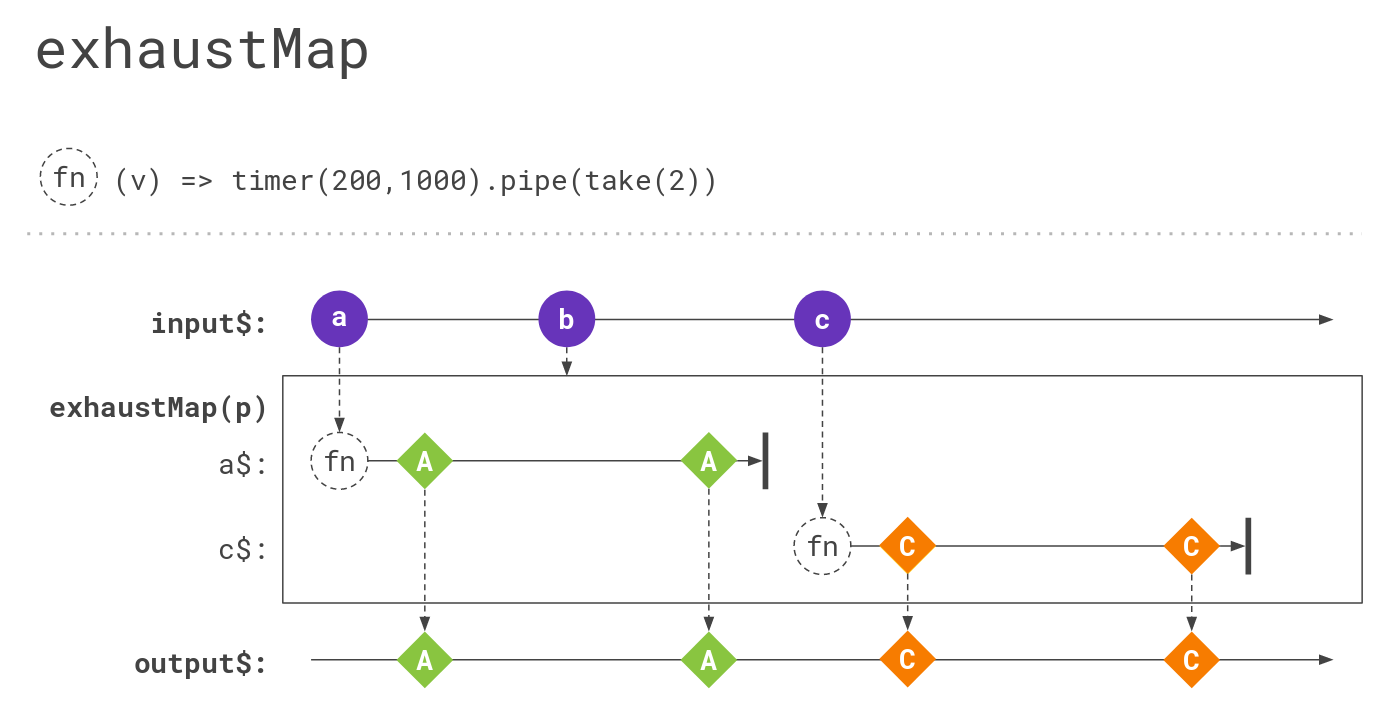 exhaustMap
fn (v) => timer(200,1000).pipe(take(2))
input$: a b c
exhaustMap(p)
a$: fn A A
c$: fn C C
output$: A A C C